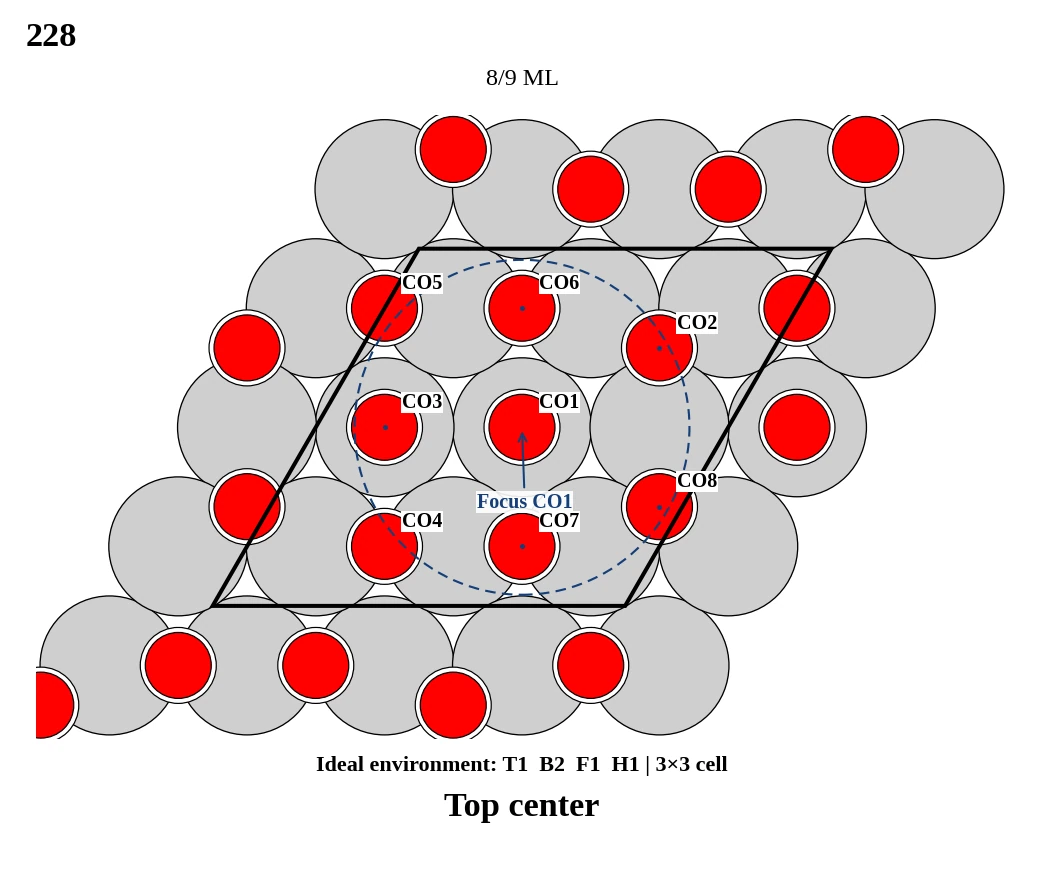 228
8/9 ML
CO5
CO6
CO2
CO3
CO1
CO8
Focus CO1
CO4
CO7
Ideal environment: T1 B2 F1 H1 | 3×3 cell
Top center